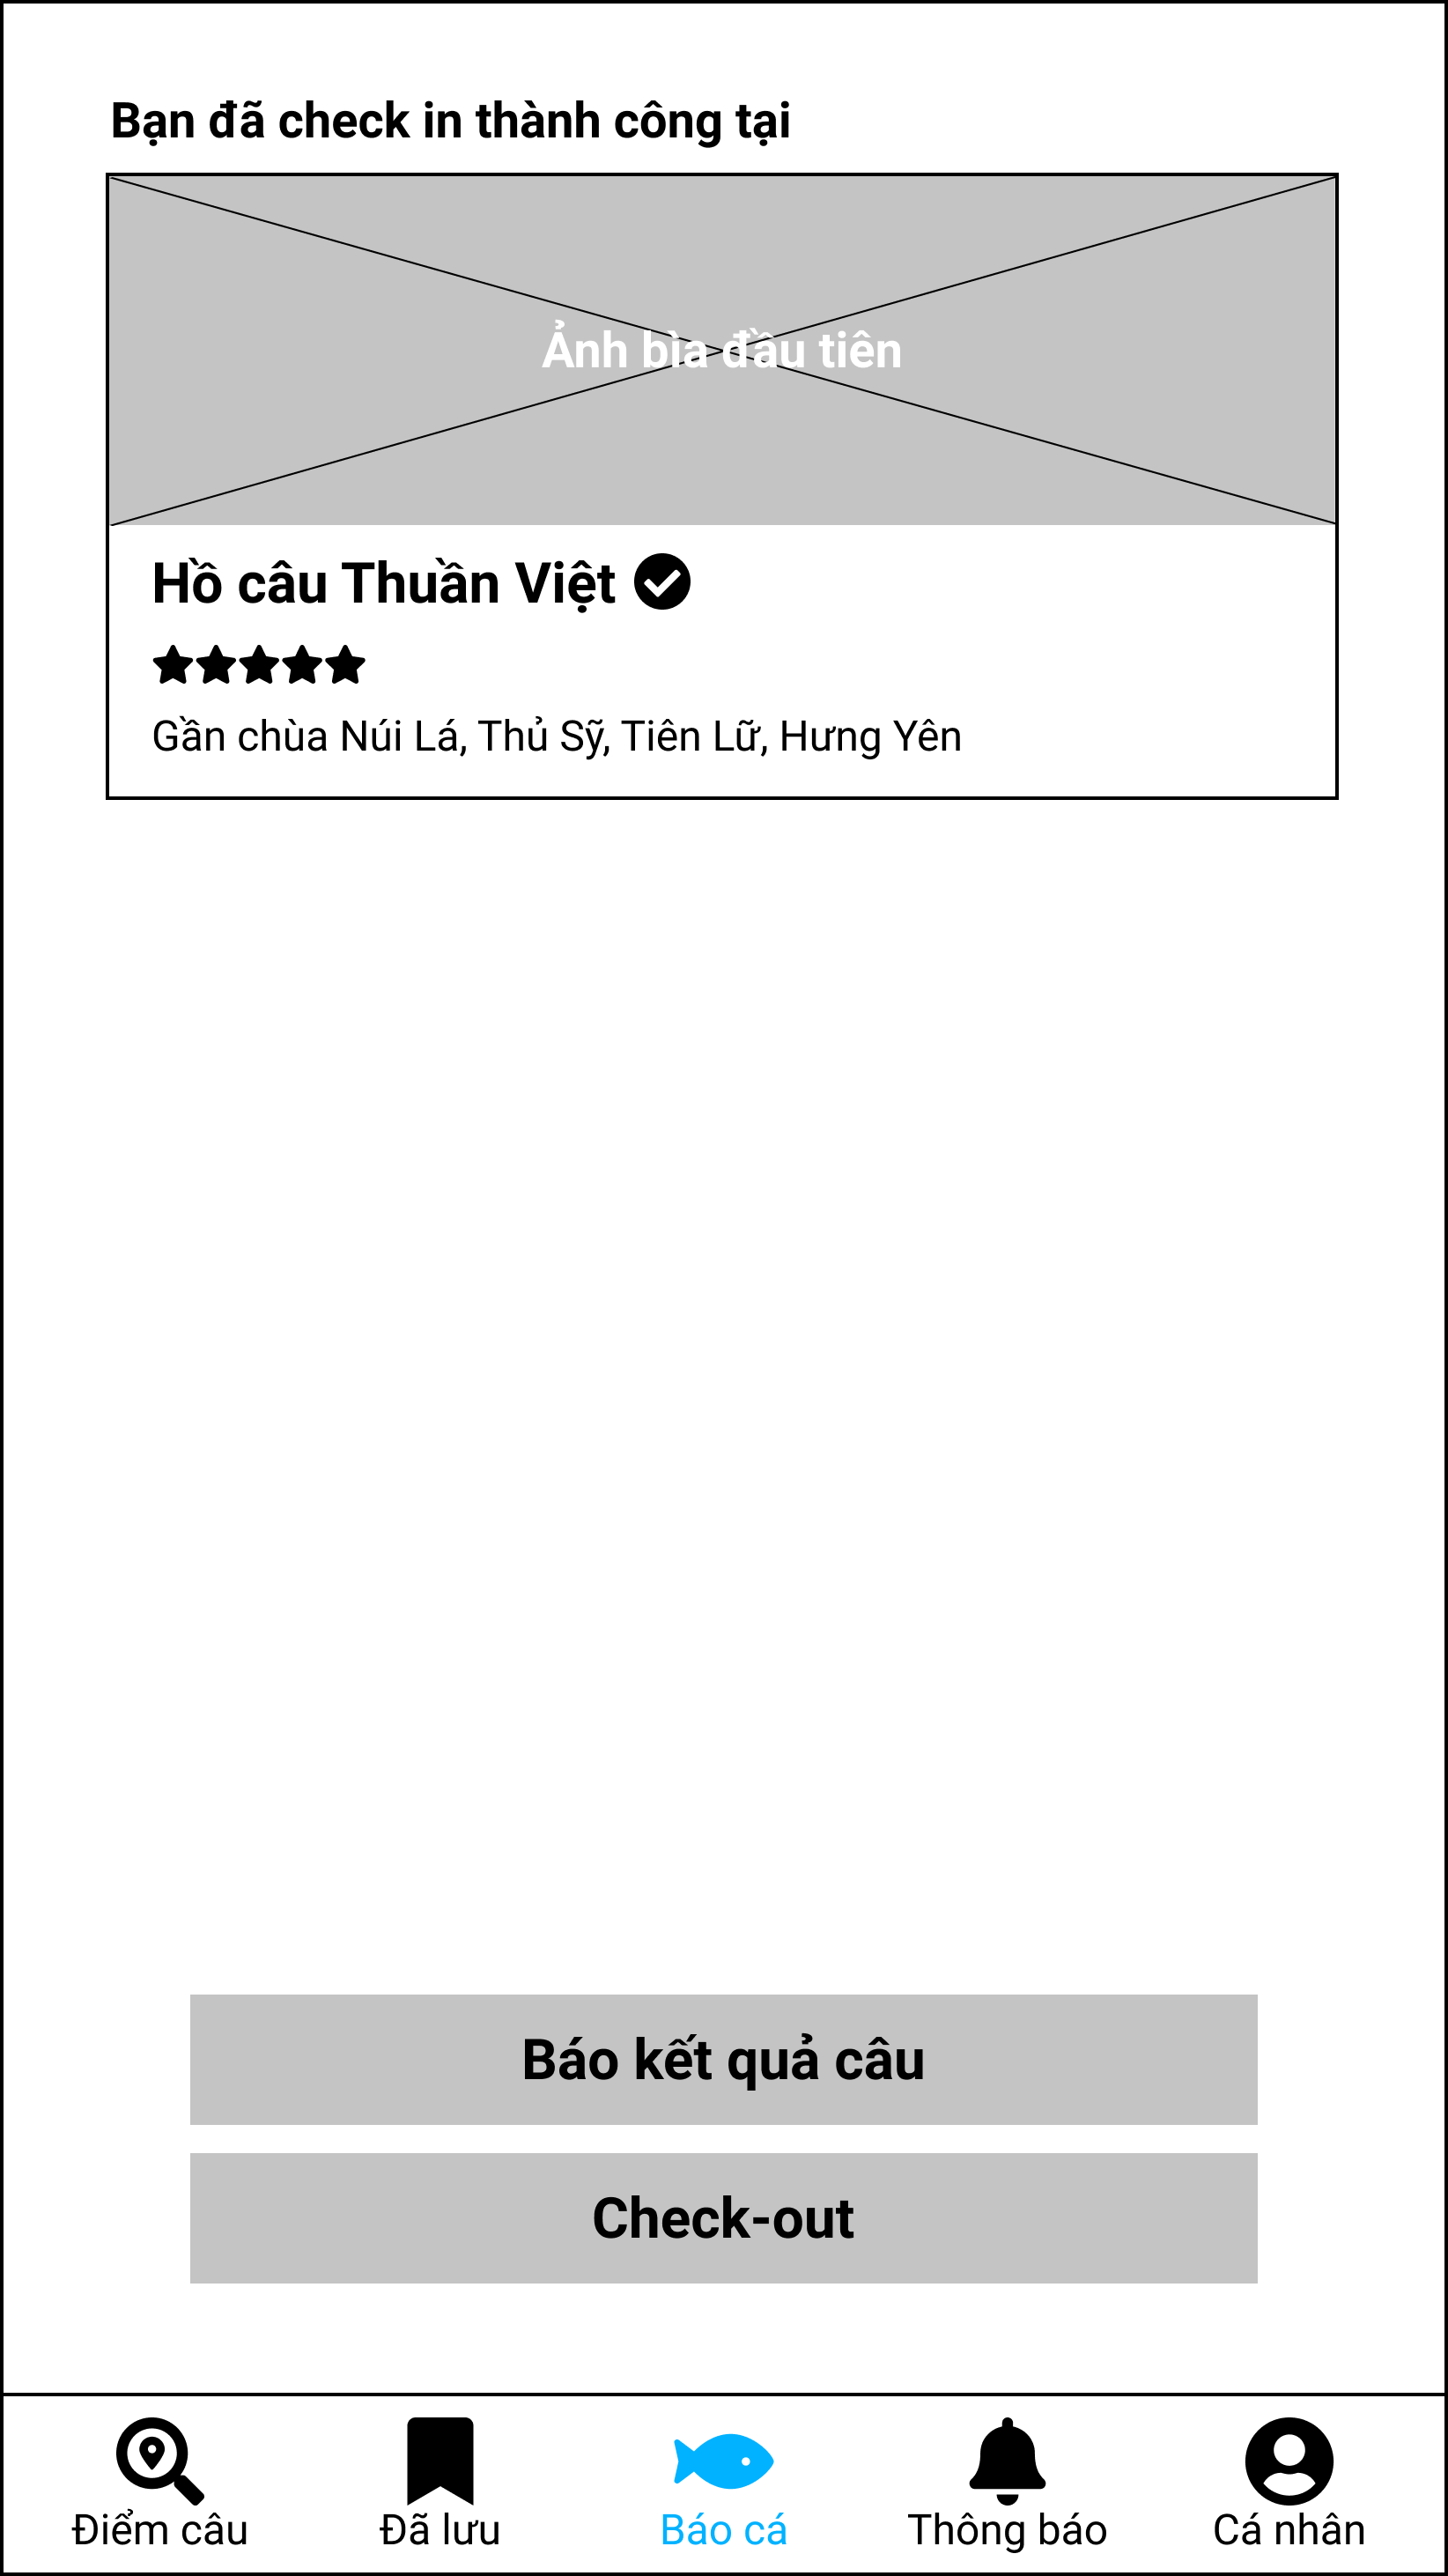 Bạn đã check in thành công tại
Ảnh bìa đầu tiên
Hồ câu Thuần Việt
Gần chùa Núi Lá, Thủ Sỹ, Tiên Lữ, Hưng Yên
Báo kết quả câu
Check-out
Điểm câu
Đã lưu
Báo cá
Thông báo
Cá nhân